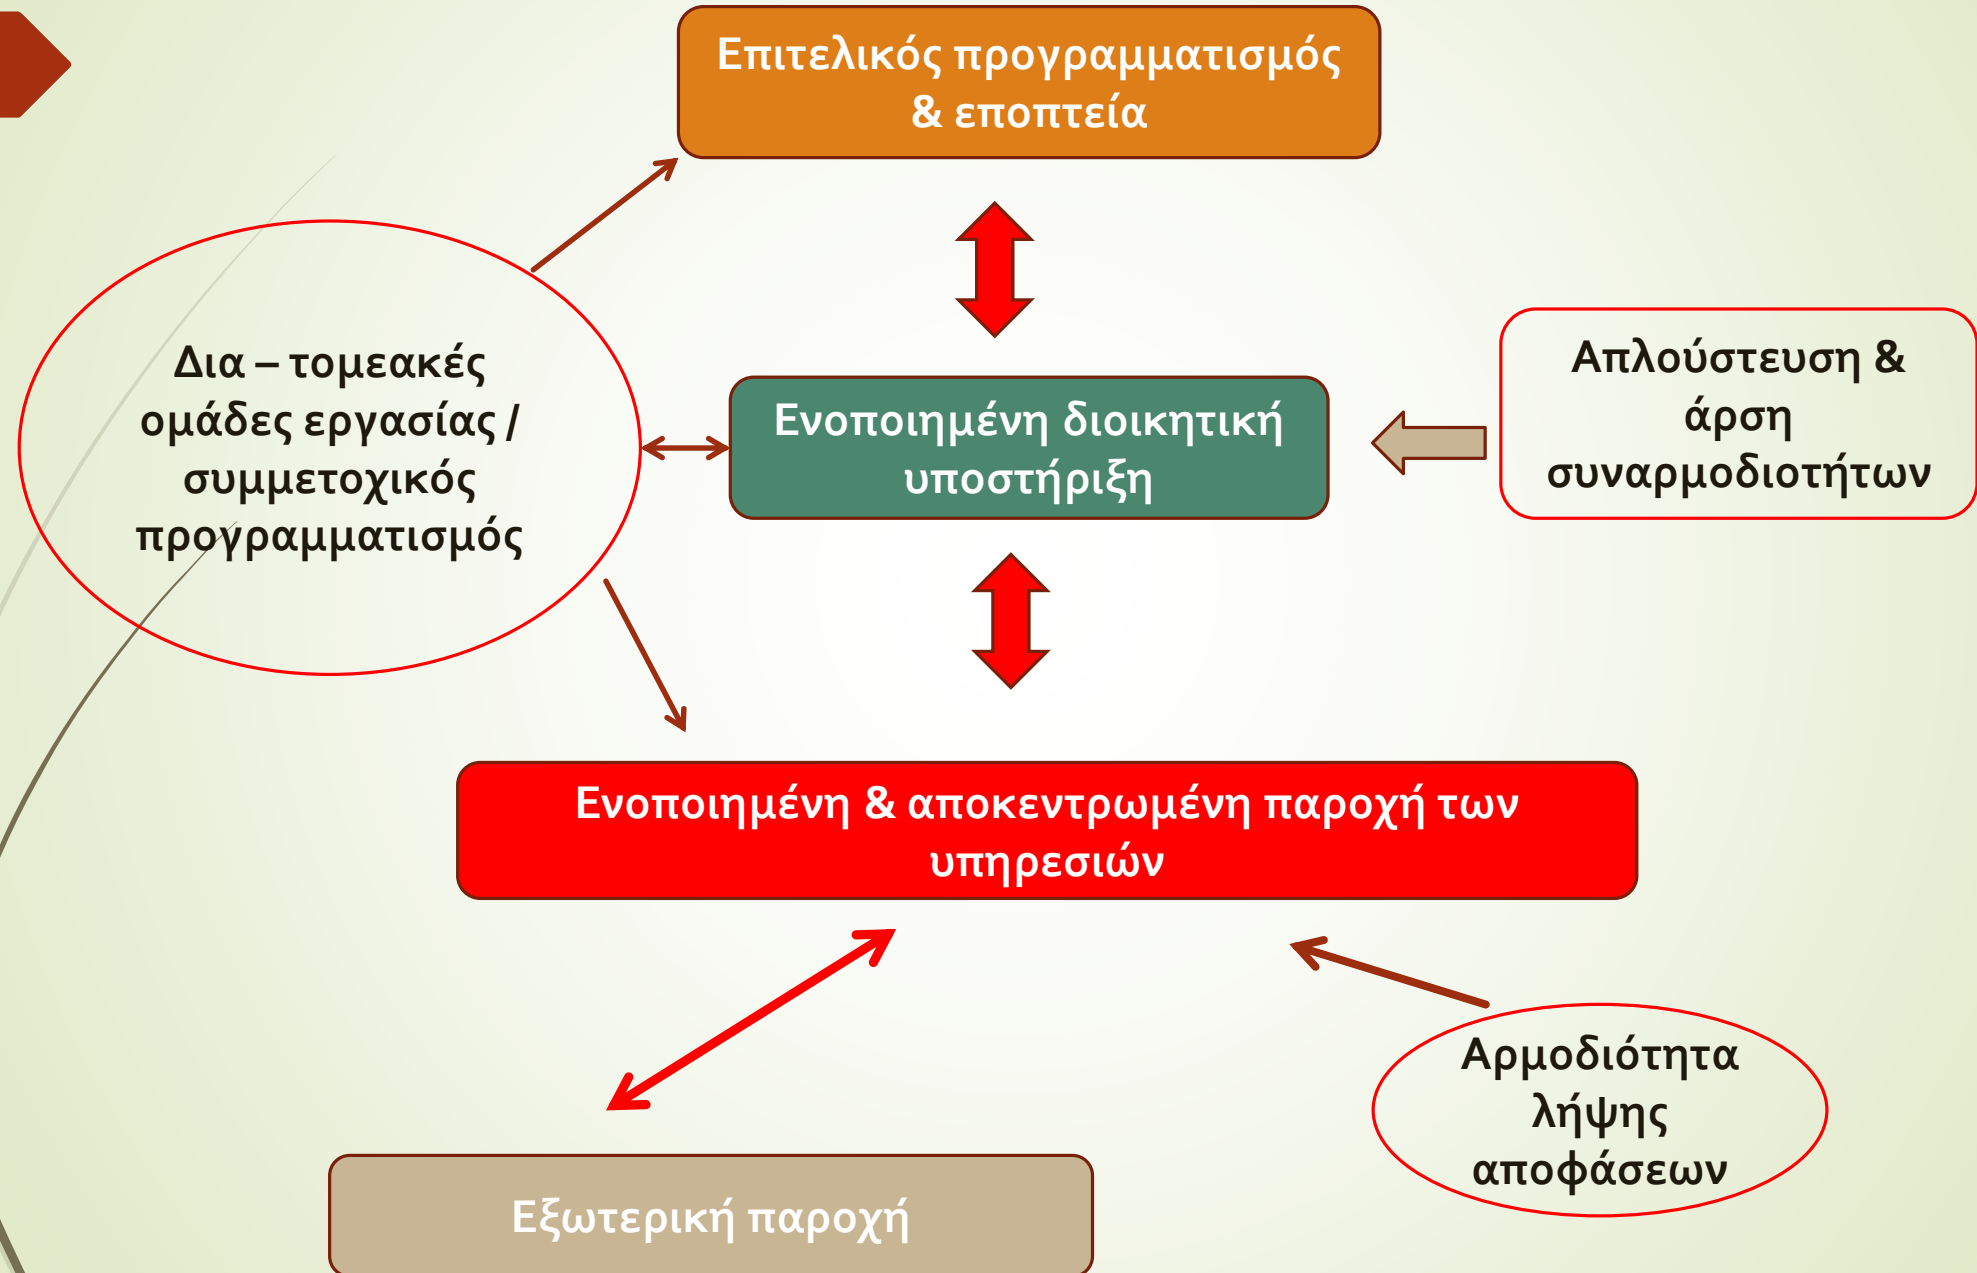 Επιτελικός προγραμματισμός
& εποπτεία
Δια – τομεακές
ομάδες εργασίας /
συμμετοχικός
προγραμματισμός
Ενοποιημένη διοικητική
υποστήριξη
Απλούστευση &
άρση
συναρμοδιοτήτων
Ενοποιημένη & αποκεντρωμένη παροχή των
υπηρεσιών
Αρμοδιότητα
λήψης
αποφάσεων
Εξωτερική παροχή